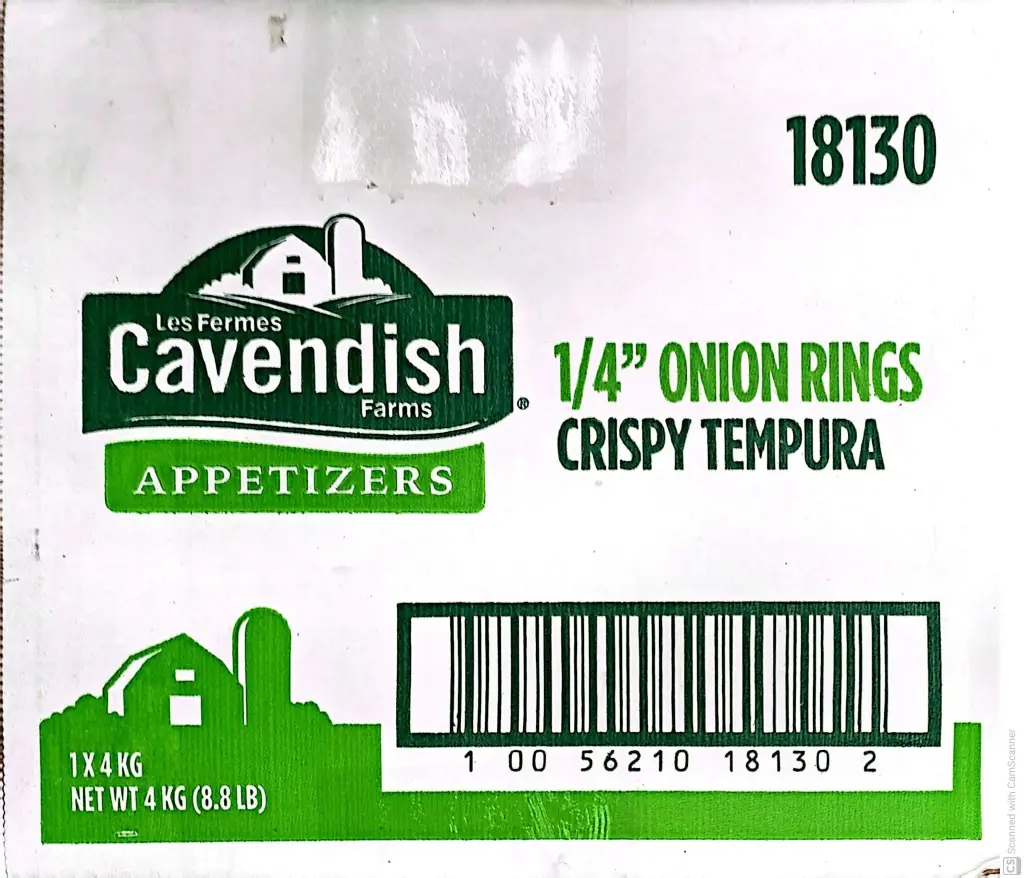 18130
Les Fermes
Cavendish
Farms
®
APPETIZERS
1/4” ONION RINGS
CRISPY TEMPURA
1 X 4 KG
NET WT 4 KG (8.8 LB)
1 00 56210 18130 2
CS Scanned with CamScanner